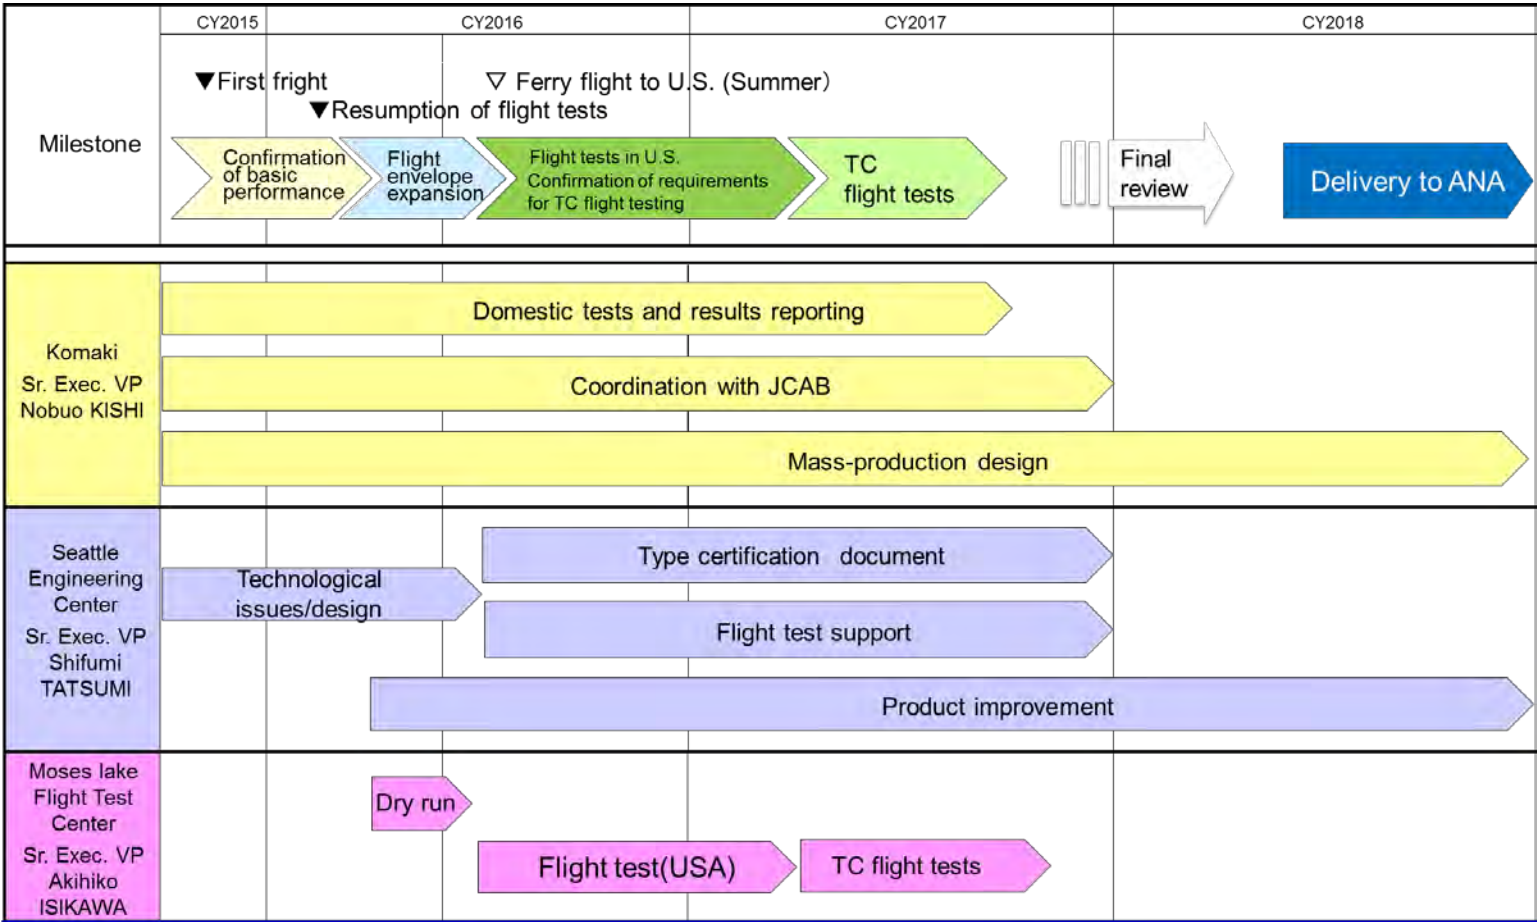 CY2015
CY2016
CY2017
CY2018
Milestone
▼First fright
▽ Ferry flight to U.S. (Summer)
▼Resumption of flight tests
Confirmation
of basic
performance
Flight
envelope
expansion
Flight tests in U.S.
Confirmation of requirements
for TC flight testing
TC
flight tests
Final
review
Delivery to ANA
Komaki
Sr. Exec. VP
Nobuo KISHI
Domestic tests and results reporting
Coordination with JCAB
Mass-production design
Seattle
Engineering
Center
Sr. Exec. VP
Shifumi
TATSUMI
Technological
issues/design
Type certification document
Flight test support
Product improvement
Moses lake
Flight Test
Center
Sr. Exec. VP
Akihiko
ISIKAWA
Dry run
Flight test(USA)
TC flight tests